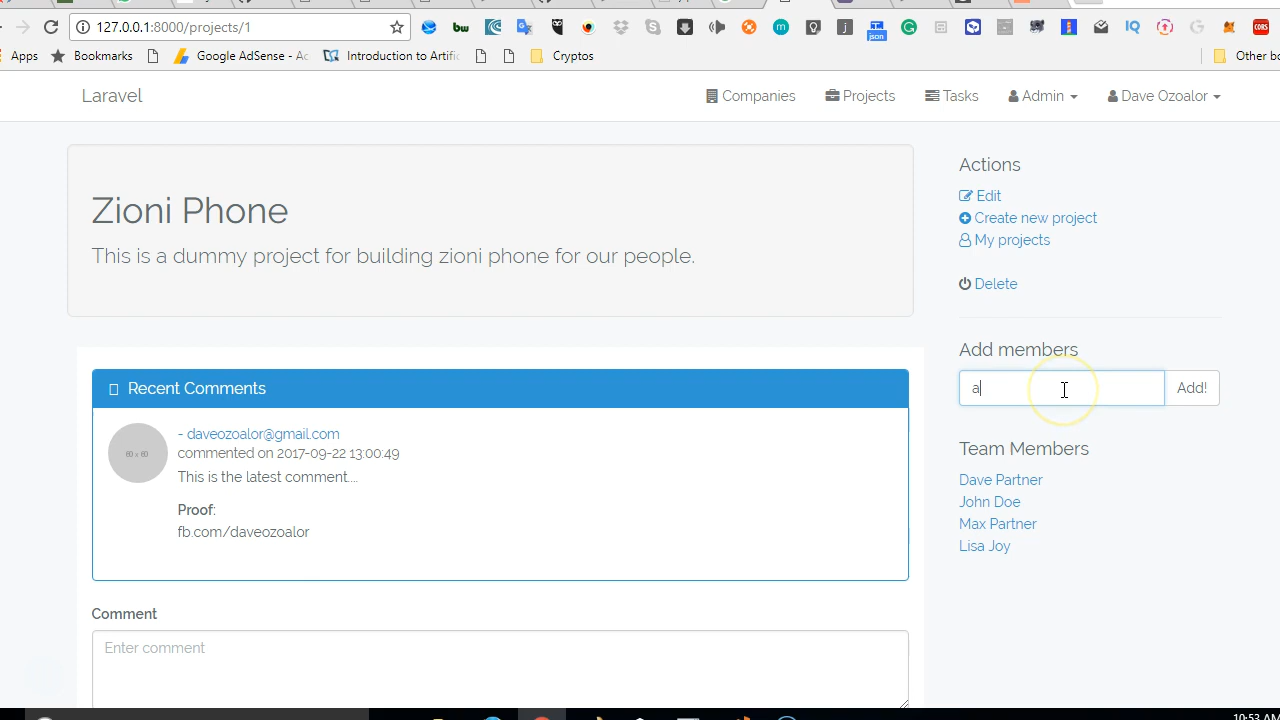 127.0.0.1:8000/projects/1
Apps Bookmarks Google AdSense - Ac Introduction to Artific Cryptos Other bo
Laravel Companies Projects Tasks Admin Dave Ozoalor
Zioni Phone
This is a dummy project for building zioni phone for our people.
Recent Comments
60 x 60
- daveozoalor@gmail.com
commented on 2017-09-22 13:00:49
This is the latest comment....
Proof:
fb.com/daveozoalor
Comment
Enter comment
Actions
Edit
Create new project
My projects
Delete
Add members
a Add!
Team Members
Dave Partner
John Doe
Max Partner
Lisa Joy
10:53 AM